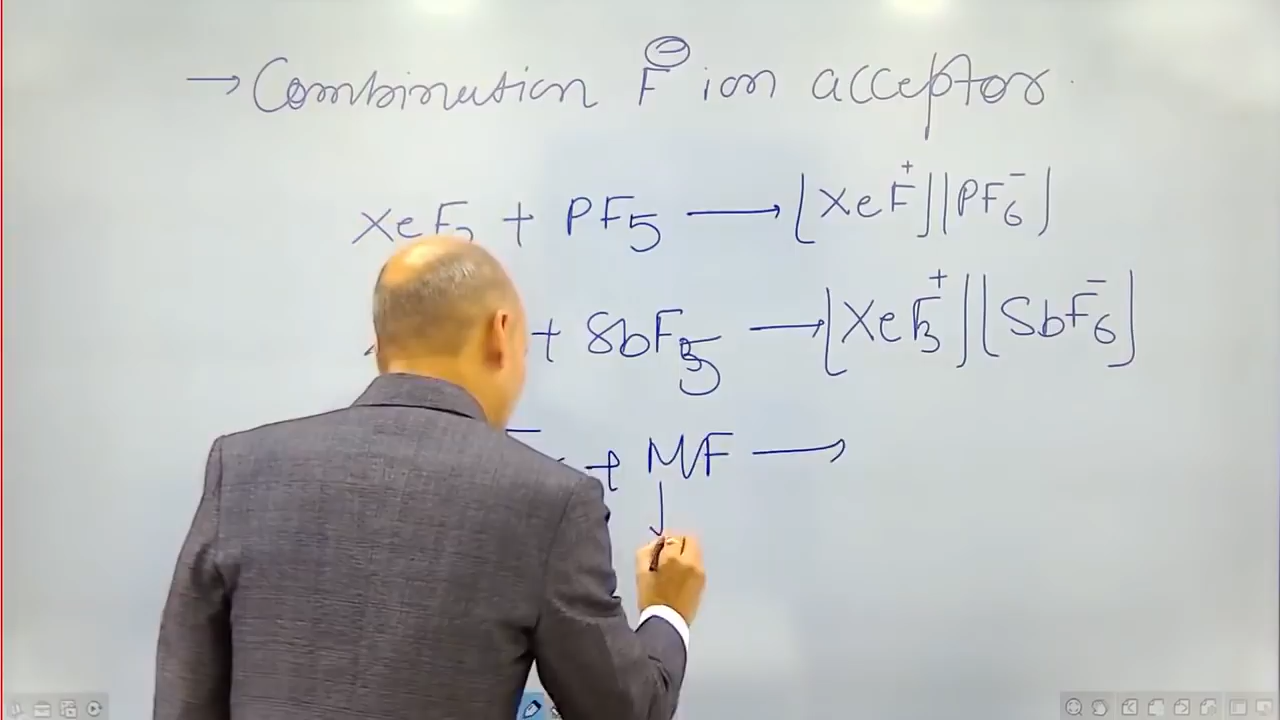 → Combination F⊖ ion acceptor
XeF₂ + PF₅ ⟶ [XeF⁺][PF₆⁻]
+ SbF₅ ⟶ [XeF₃⁺][SbF₆⁻]
+ MF ⟶